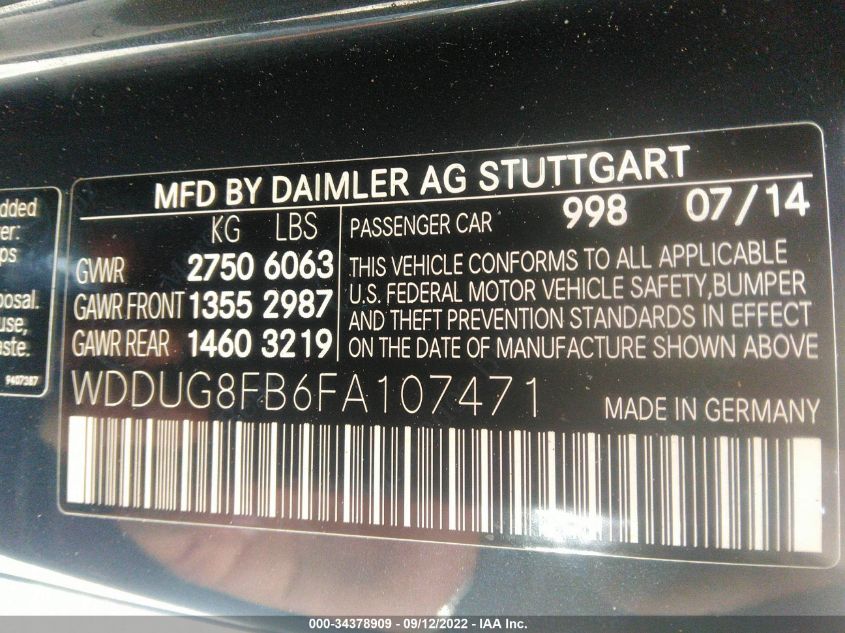 MFD BY DAIMLER AG STUTTGART
KG LBS
GVWR 2750 6063
GAWR FRONT 1355 2987
GAWR REAR 1460 3219
PASSENGER CAR 998 07/14
THIS VEHICLE CONFORMS TO ALL APPLICABLE
U.S. FEDERAL MOTOR VEHICLE SAFETY,BUMPER
AND THEFT PREVENTION STANDARDS IN EFFECT
ON THE DATE OF MANUFACTURE SHOWN ABOVE
WDDUG8FB6FA107471
MADE IN GERMANY
posal.
use,
9407387
000-34378909 - 09/12/2022 - IAA Inc.